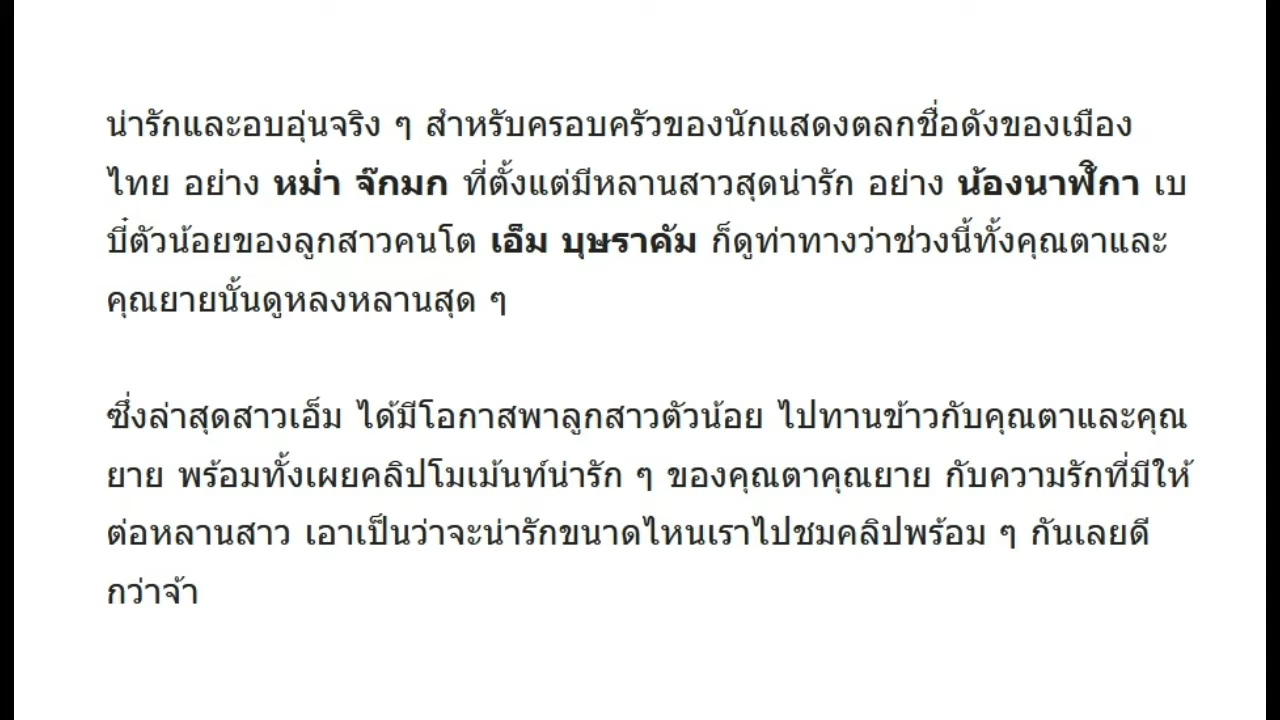 น่ารักและอบอุ่นจริง ๆ สำหรับครอบครัวของนักแสดงตลกชื่อดังของเมือง
ไทย อย่าง หม่ำ จ๊กมก ที่ตั้งแต่มีหลานสาวสุดน่ารัก อย่าง น้องนาฬิกา เบ
บี๋ตัวน้อยของลูกสาวคนโต เอ็ม บุษราคัม ก็ดูท่าทางว่าช่วงนี้ทั้งคุณตาและ
คุณยายนั้นดูหลงหลานสุด ๆ
ซึ่งล่าสุดสาวเอ็ม ได้มีโอกาสพาลูกสาวตัวน้อย ไปทานข้าวกับคุณตาและคุณ
ยาย พร้อมทั้งเผยคลิปโมเม้นท์น่ารัก ๆ ของคุณตาคุณยาย กับความรักที่มีให้
ต่อหลานสาว เอาเป็นว่าจะน่ารักขนาดไหนเราไปชมคลิปพร้อม ๆ กันเลยดี
กว่าจ้า